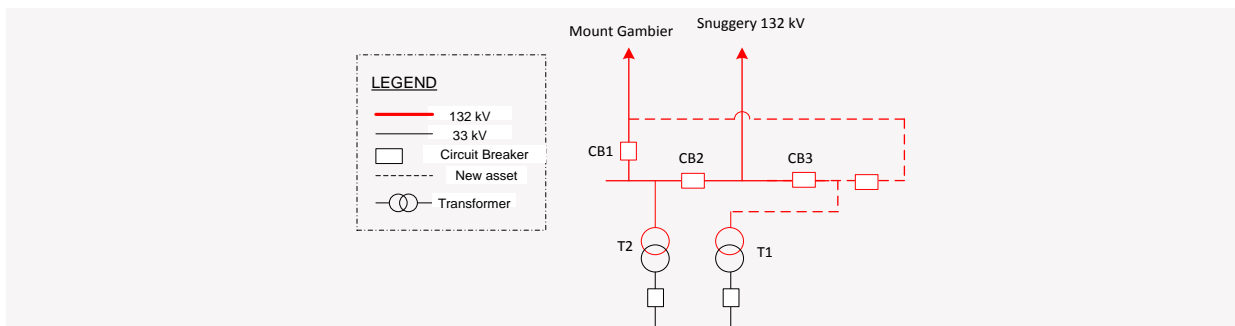 Mount Gambier
Snuggery 132 kV
LEGEND
132 kV
33 kV
Circuit Breaker
New asset
Transformer
CB1
CB2
CB3
T2
T1